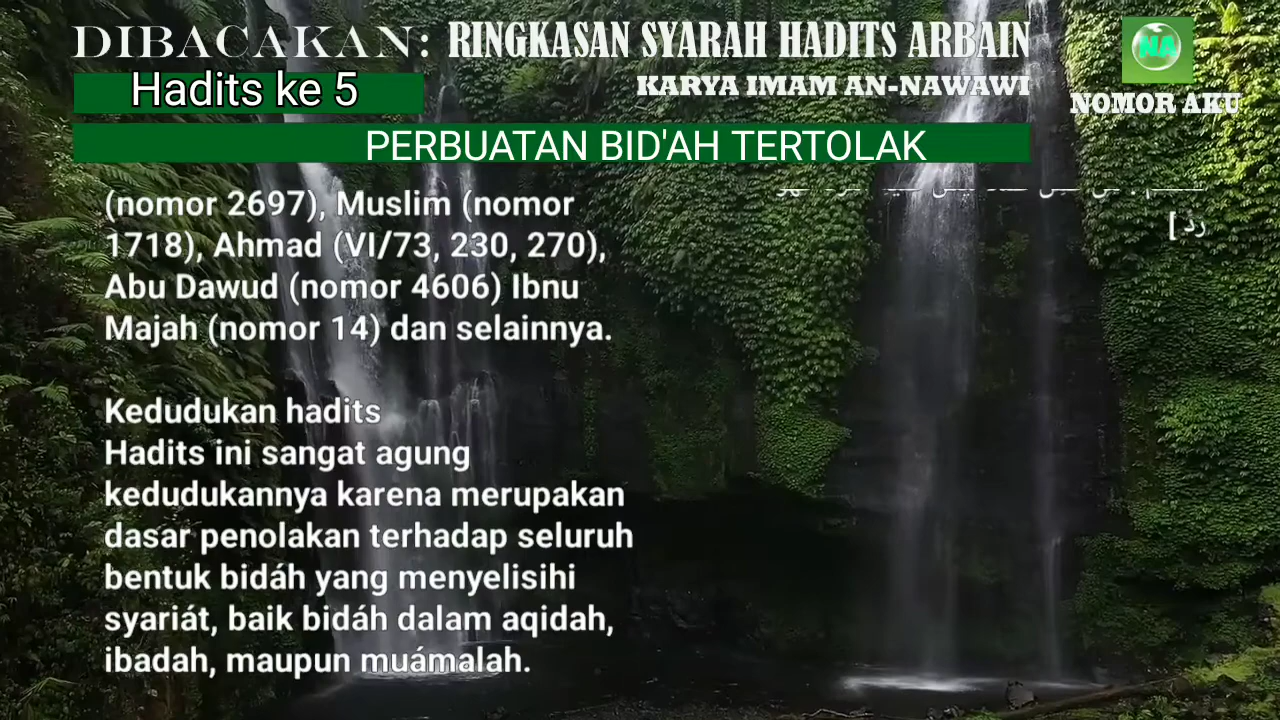 DIBACAKAN: RINGKASAN SYARAH HADITS ARBAIN
KARYA IMAM AN-NAWAWI
NA
NOMOR AKU
Hadits ke 5
PERBUATAN BID'AH TERTOLAK
(nomor 2697), Muslim (nomor
1718), Ahmad (VI/73, 230, 270),
Abu Dawud (nomor 4606) Ibnu
Majah (nomor 14) dan selainnya.
Kedudukan hadits
Hadits ini sangat agung
kedudukannya karena merupakan
dasar penolakan terhadap seluruh
bentuk bidáh yang menyelisihi
syariát, baik bidáh dalam aqidah,
ibadah, maupun muámalah.
رد ]